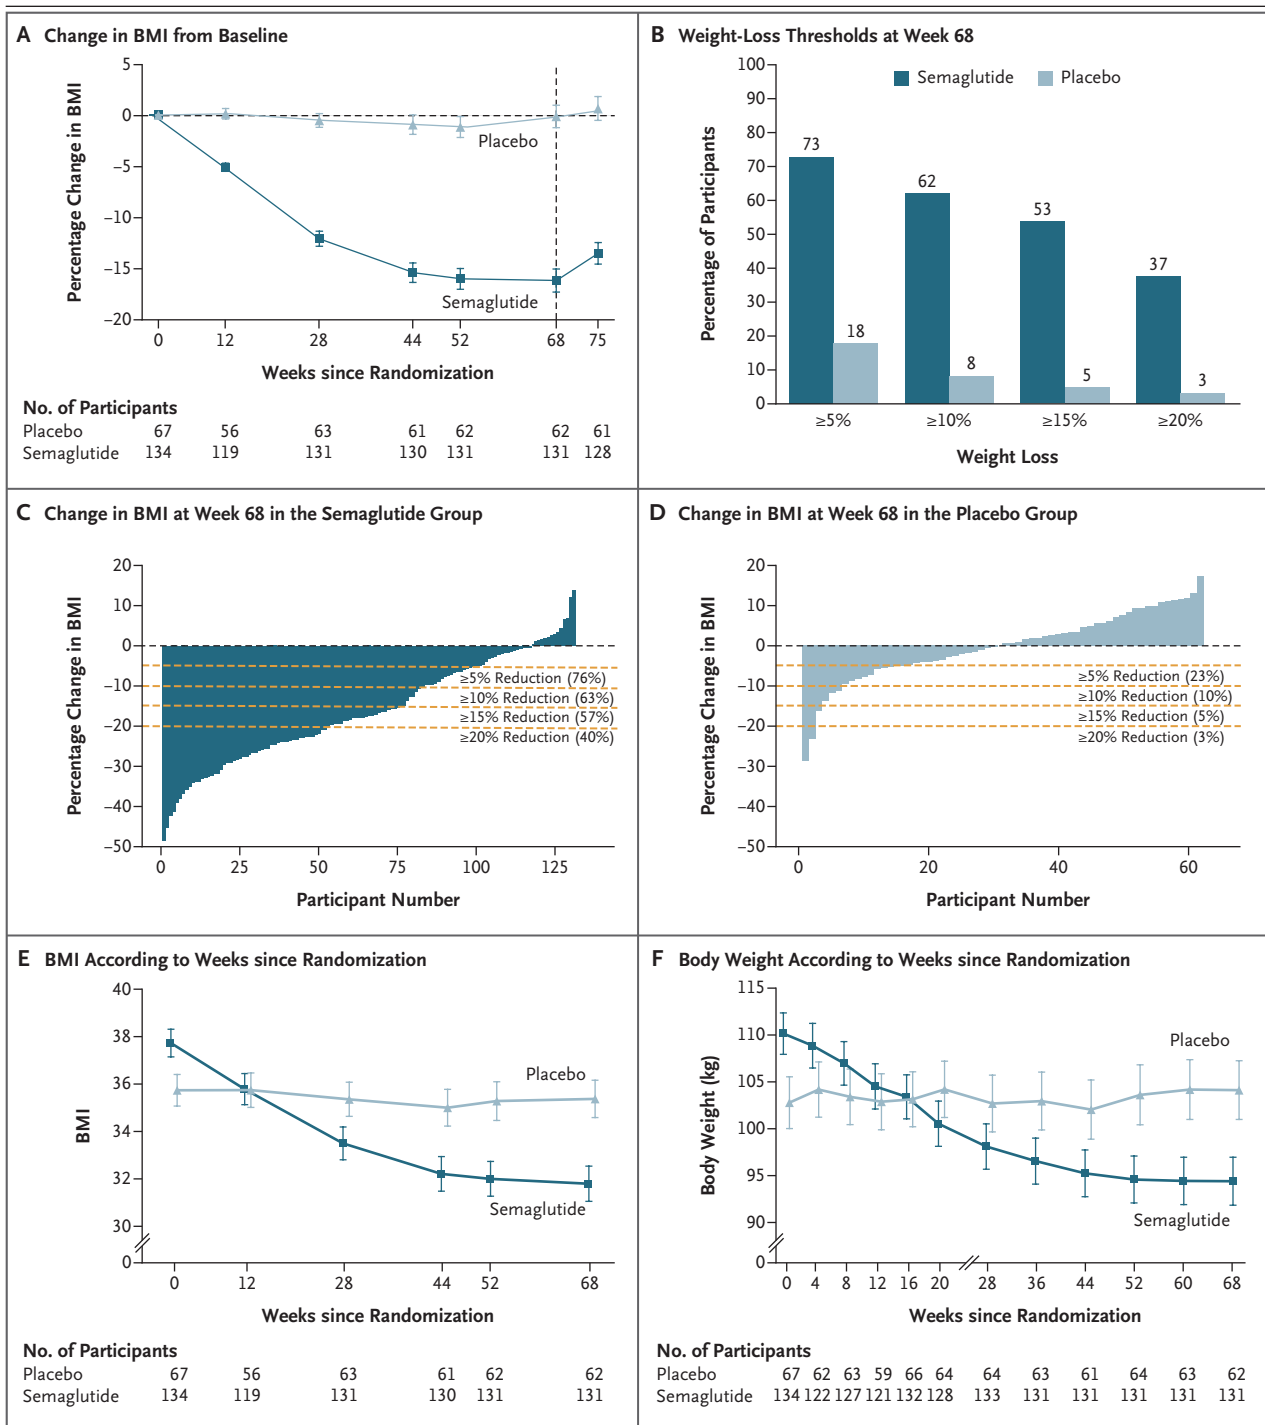 A Change in BMI from Baseline
Percentage Change in BMI
5
0
−5
−10
−15
−20
Placebo
Semaglutide
0 12 28 44 52 68 75
Weeks since Randomization
No. of Participants
Placebo 67 56 63 61 62 62 61
Semaglutide 134 119 131 130 131 131 128
B Weight-Loss Thresholds at Week 68
Percentage of Participants
100
90
80
70
60
50
40
30
20
10
0
Semaglutide Placebo
73 18 62 8 53 5 37 3
≥5% ≥10% ≥15% ≥20%
Weight Loss
C Change in BMI at Week 68 in the Semaglutide Group
Percentage Change in BMI
20
10
0
−10
−20
−30
−40
−50
≥5% Reduction (76%)
≥10% Reduction (63%)
≥15% Reduction (57%)
≥20% Reduction (40%)
0 25 50 75 100 125
Participant Number
D Change in BMI at Week 68 in the Placebo Group
Percentage Change in BMI
20
10
0
−10
−20
−30
−40
−50
≥5% Reduction (23%)
≥10% Reduction (10%)
≥15% Reduction (5%)
≥20% Reduction (3%)
0 20 40 60
Participant Number
E BMI According to Weeks since Randomization
BMI
40
38
36
34
32
30
0
Placebo
Semaglutide
0 12 28 44 52 68
Weeks since Randomization
No. of Participants
Placebo 67 56 63 61 62 62
Semaglutide 134 119 131 130 131 131
F Body Weight According to Weeks since Randomization
Body Weight (kg)
115
110
105
100
95
90
0
Placebo
Semaglutide
0 4 8 12 16 20 28 36 44 52 60 68
Weeks since Randomization
No. of Participants
Placebo 67 62 63 59 66 64 64 63 61 64 63 62
Semaglutide 134 122 127 121 132 128 133 131 131 131 131 131